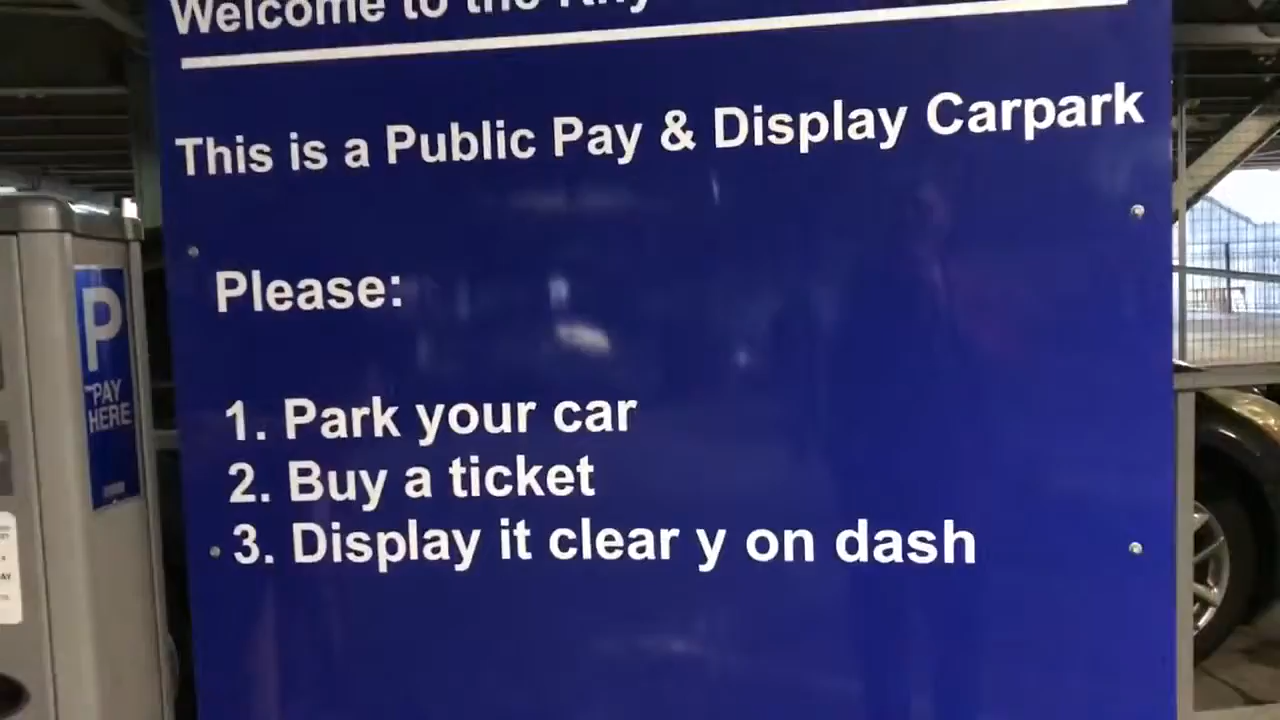 Welcome to the
This is a Public Pay & Display Carpark
Please:
1. Park your car
2. Buy a ticket
3. Display it clear y on dash
P
PAY
HERE